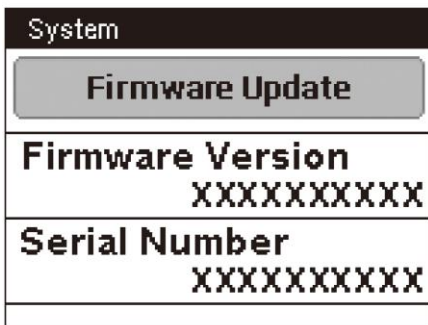 System
Firmware Update
Firmware Version
XXXXXXXXXX
Serial Number
XXXXXXXXXX